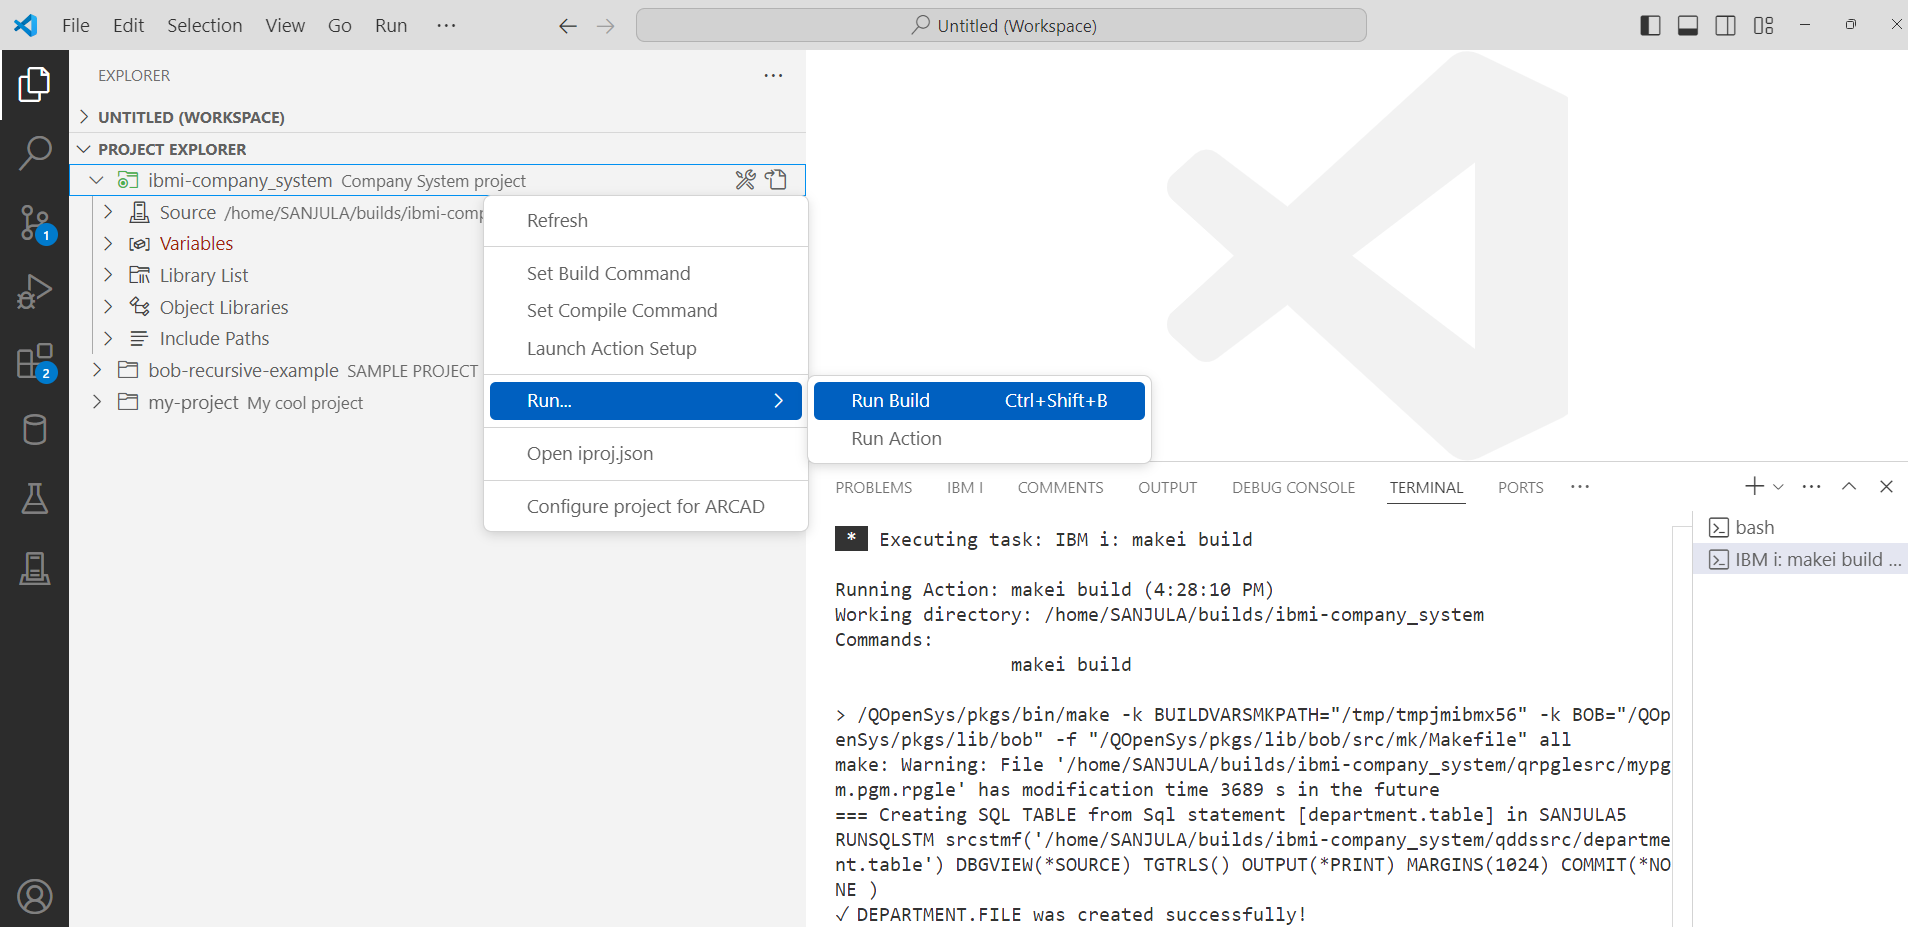 File Edit Selection View Go Run ··· Untitled (Workspace)
EXPLORER
UNTITLED (WORKSPACE)
PROJECT EXPLORER
ibmi-company_system Company System project
Source /home/SANJULA/builds/ibmi-comp
Variables
Library List
Object Libraries
Include Paths
bob-recursive-example SAMPLE PROJECT
my-project My cool project
1
2
Refresh
Set Build Command
Set Compile Command
Launch Action Setup
Run...
Open iproj.json
Configure project for ARCAD
Run Build Ctrl+Shift+B
Run Action
PROBLEMS IBM I COMMENTS OUTPUT DEBUG CONSOLE TERMINAL PORTS
* Executing task: IBM i: makei build
Running Action: makei build (4:28:10 PM)
Working directory: /home/SANJULA/builds/ibmi-company_system
Commands:
makei build
> /QOpenSys/pkgs/bin/make -k BUILDVARSMKPATH="/tmp/tmpjmibmx56" -k BOB="/QOp
enSys/pkgs/lib/bob" -f "/QOpenSys/pkgs/lib/bob/src/mk/Makefile" all
make: Warning: File '/home/SANJULA/builds/ibmi-company_system/qrpglesrc/mypg
m.pgm.rpgle' has modification time 3689 s in the future
=== Creating SQL TABLE from Sql statement [department.table] in SANJULA5
RUNSQLSTM srcstmf('/home/SANJULA/builds/ibmi-company_system/qddssrc/departme
nt.table') DBGVIEW(*SOURCE) TGTRLS() OUTPUT(*PRINT) MARGINS(1024) COMMIT(*NO
NE )
✓ DEPARTMENT.FILE was created successfully!
bash
IBM i: makei build ...